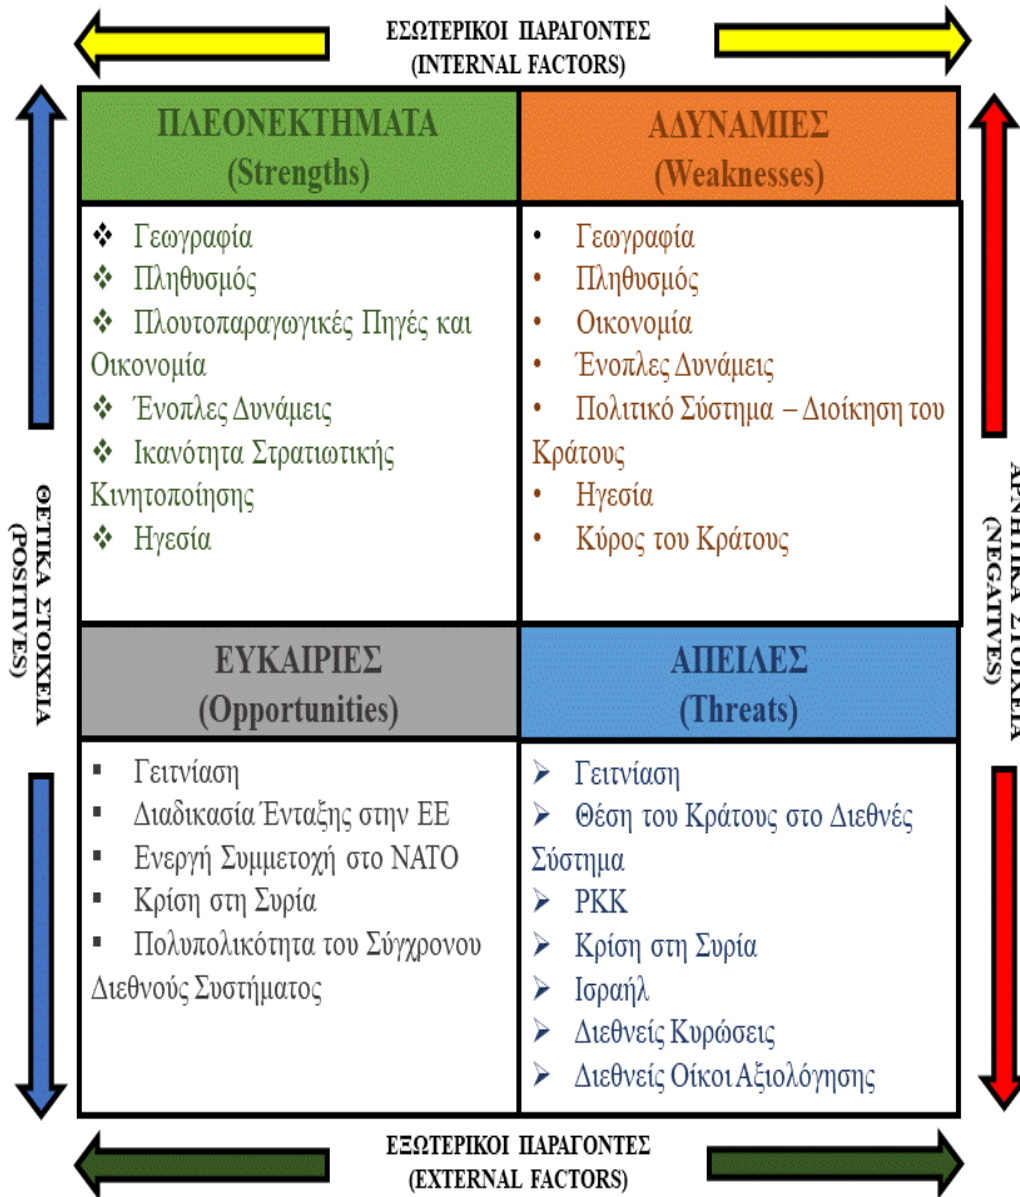 ΕΣΩΤΕΡΙΚΟΙ ΠΑΡΑΓΟΝΤΕΣ
(INTERNAL FACTORS)
ΠΛΕΟΝΕΚΤΗΜΑΤΑ
(Strengths)
❖ Γεωγραφία
❖ Πληθυσμός
❖ Πλουτοπαραγωγικές Πηγές και
Οικονομία
❖ Ένοπλες Δυνάμεις
❖ Ικανότητα Στρατιωτικής
Κινητοποίησης
❖ Ηγεσία
ΑΔΥΝΑΜΙΕΣ
(Weaknesses)
• Γεωγραφία
• Πληθυσμός
• Οικονομία
• Ένοπλες Δυνάμεις
• Πολιτικό Σύστημα – Διοίκηση του
Κράτους
• Ηγεσία
• Κύρος του Κράτους
ΘΕΤΙΚΑ ΣΤΟΙΧΕΙΑ
(POSITIVES)
ΑΡΝΗΤΙΚΑ ΣΤΟΙΧΕΙΑ
(NEGATIVES)
ΕΥΚΑΙΡΙΕΣ
(Opportunities)
▪ Γειτνίαση
▪ Διαδικασία Ένταξης στην ΕΕ
▪ Ενεργή Συμμετοχή στο ΝΑΤΟ
▪ Κρίση στη Συρία
▪ Πολυπολικότητα του Σύγχρονου
Διεθνούς Συστήματος
ΑΠΕΙΛΕΣ
(Threats)
➢ Γειτνίαση
➢ Θέση του Κράτους στο Διεθνές
Σύστημα
➢ PKK
➢ Κρίση στη Συρία
➢ Ισραήλ
➢ Διεθνείς Κυρώσεις
➢ Διεθνείς Οίκοι Αξιολόγησης
ΕΞΩΤΕΡΙΚΟΙ ΠΑΡΑΓΟΝΤΕΣ
(EXTERNAL FACTORS)